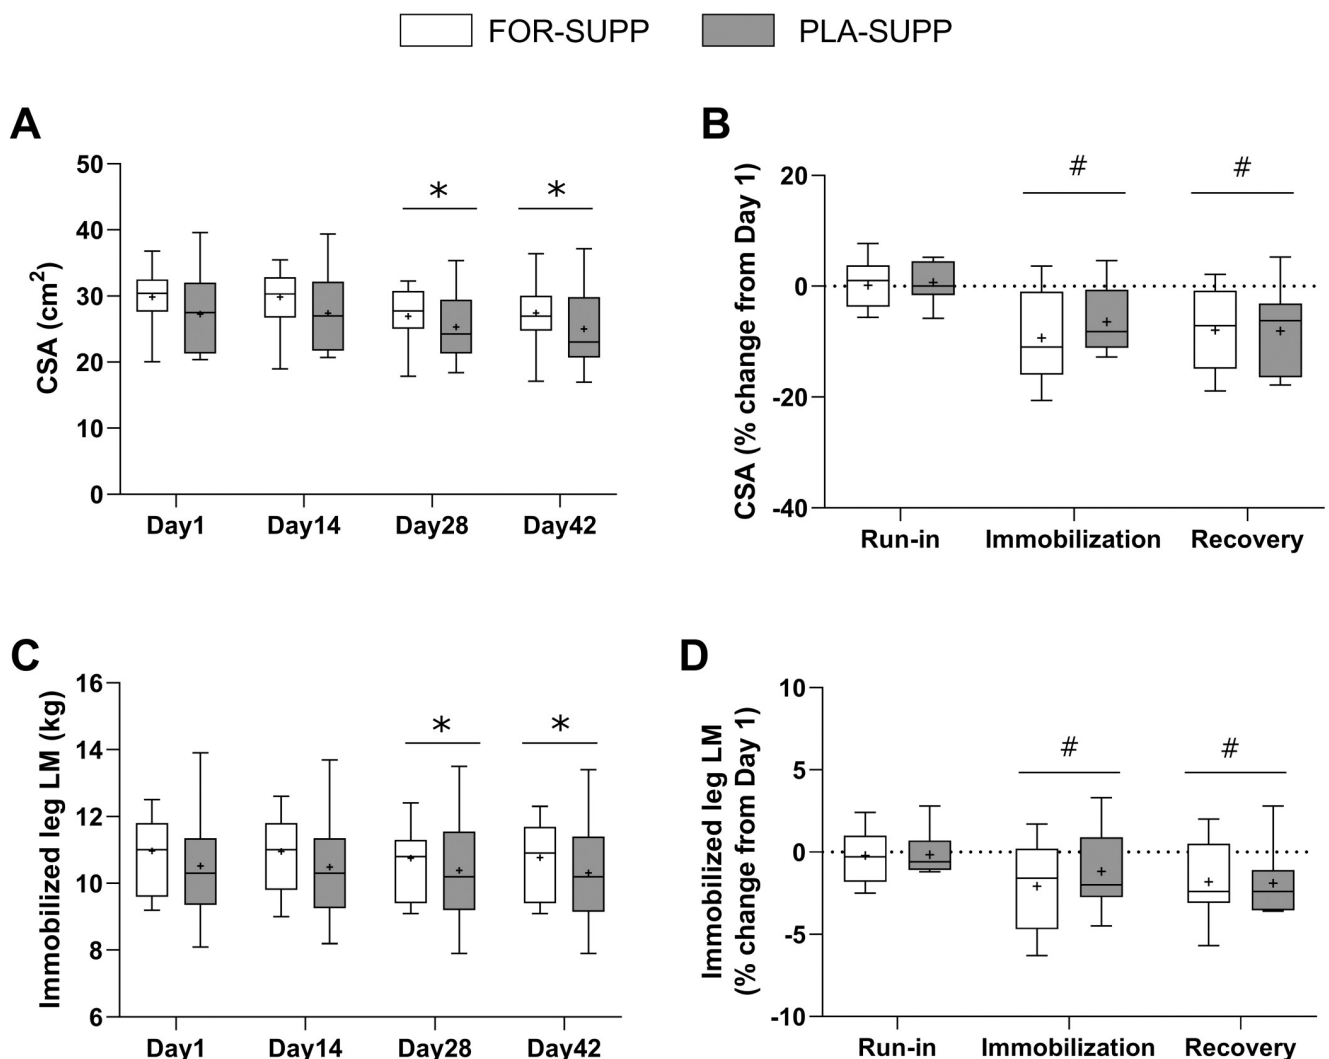 FOR-SUPP PLA-SUPP
A
CSA (cm²)
50
40
30
20
10
0
* *
Day1 Day14 Day28 Day42
B
CSA (% change from Day 1)
20
0
-20
-40
# #
Run-in Immobilization Recovery
C
Immobilized leg LM (kg)
16
14
12
10
8
6
* *
Day1 Day14 Day28 Day42
D
Immobilized leg LM
(% change from Day 1)
10
5
0
-5
-10
# #
Run-in Immobilization Recovery